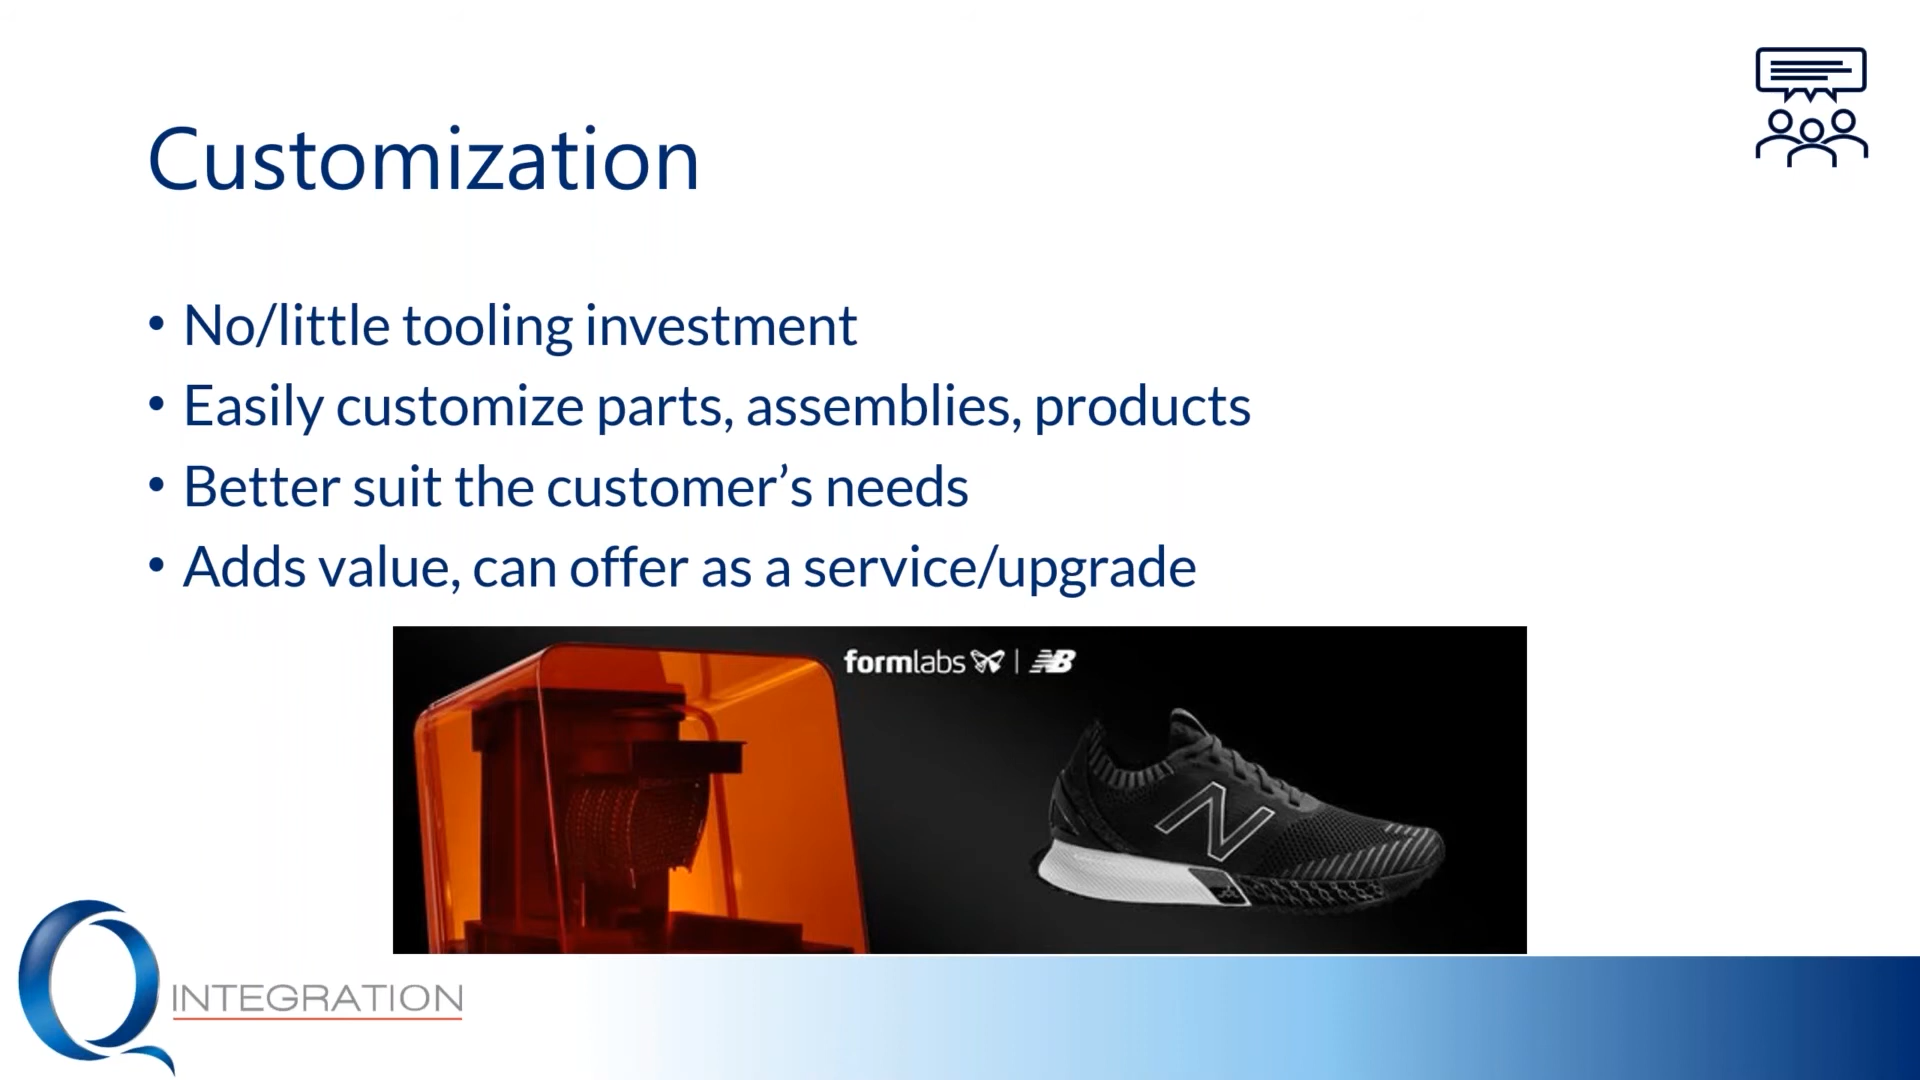 Customization
• No/little tooling investment
• Easily customize parts, assemblies, products
• Better suit the customer’s needs
• Adds value, can offer as a service/upgrade
formlabs | NB
N
Q INTEGRATION